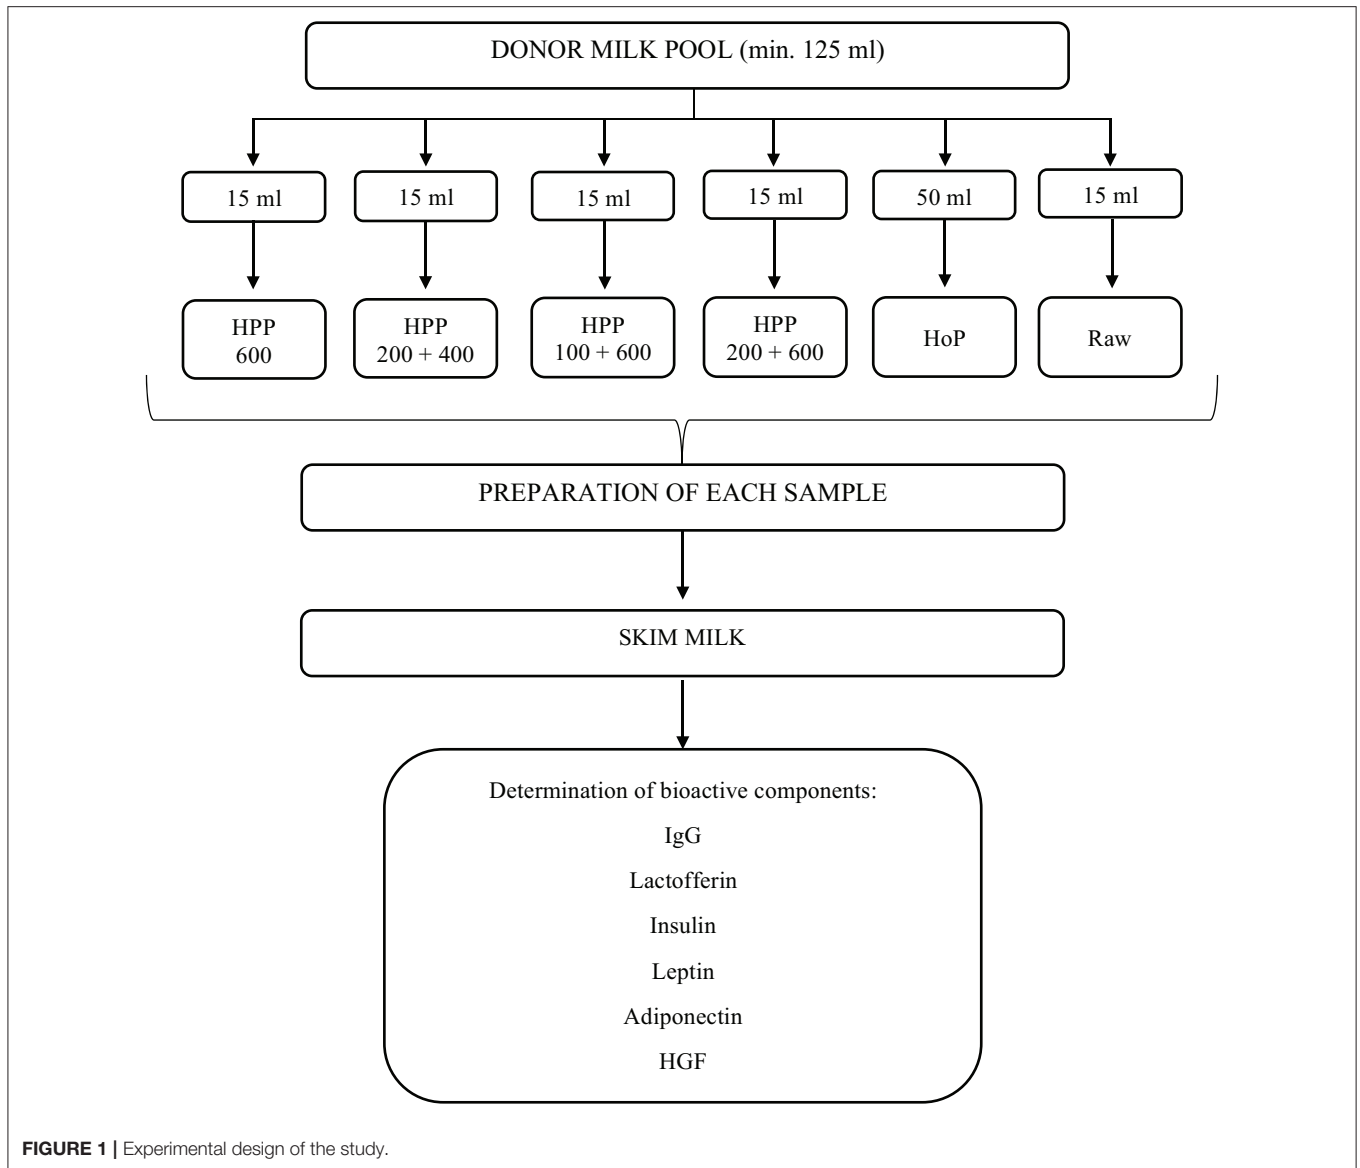 DONOR MILK POOL (min. 125 ml)
15 ml
15 ml
15 ml
15 ml
50 ml
15 ml
HPP
600
HPP
200 + 400
HPP
100 + 600
HPP
200 + 600
HoP
Raw
PREPARATION OF EACH SAMPLE
SKIM MILK
Determination of bioactive components:
IgG
Lactofferin
Insulin
Leptin
Adiponectin
HGF
FIGURE 1 | Experimental design of the study.